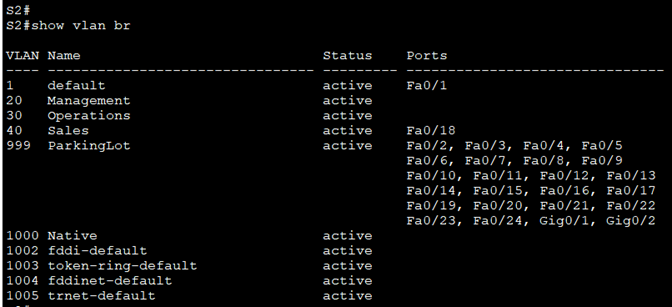 S2#
S2#show vlan br
VLAN Name                             Status    Ports
---- -------------------------------- --------- -------------------------------
1    default                          active    Fa0/1
20   Management                       active
30   Operations                       active
40   Sales                            active    Fa0/18
999  ParkingLot                       active    Fa0/2, Fa0/3, Fa0/4, Fa0/5
                                                Fa0/6, Fa0/7, Fa0/8, Fa0/9
                                                Fa0/10, Fa0/11, Fa0/12, Fa0/13
                                                Fa0/14, Fa0/15, Fa0/16, Fa0/17
                                                Fa0/19, Fa0/20, Fa0/21, Fa0/22
                                                Fa0/23, Fa0/24, Gig0/1, Gig0/2
1000 Native                           active
1002 fddi-default                     active
1003 token-ring-default               active
1004 fddinet-default                  active
1005 trnet-default                    active